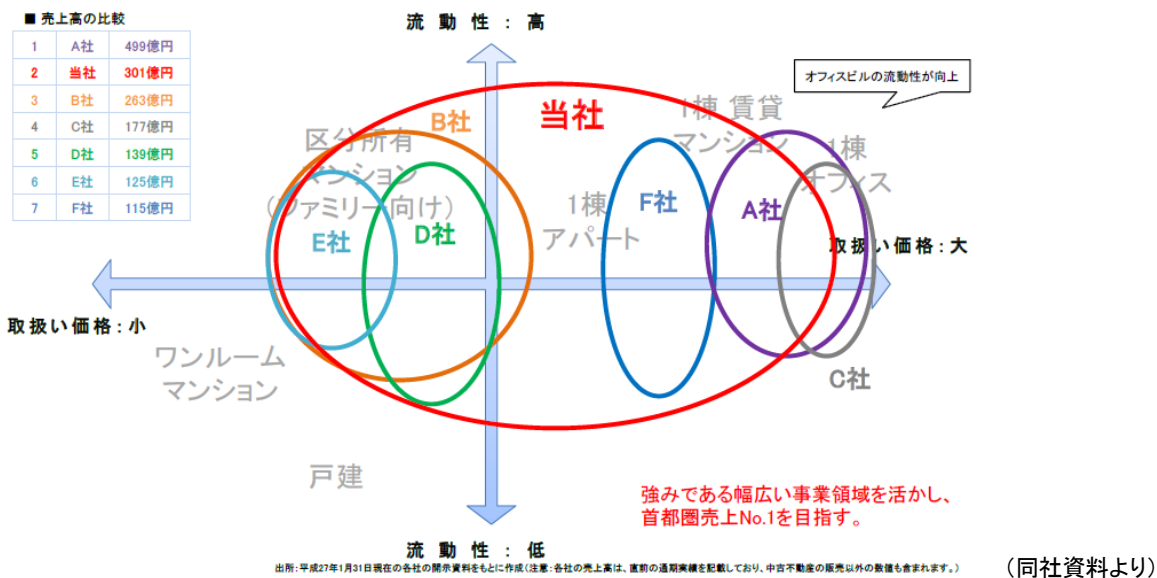 ■ 売上高の比較
1 A社 499億円
2 当社 301億円
3 B社 263億円
4 C社 177億円
5 D社 139億円
6 E社 125億円
7 F社 115億円
流動性：高
オフィスビルの流動性が向上
当社
B社
1棟 賃貸
マンション
区分所有
マンション
(ファミリー向け)
1棟
オフィス
1棟
アパート
F社
A社
D社
E社
取扱い価格：大
取扱い価格：小
ワンルーム
マンション
C社
戸建
強みである幅広い事業領域を活かし、
首都圏売上No.1を目指す。
流動性：低
出所：平成27年1月31日現在の各社の開示資料をもとに作成（注意：各社の売上高は、直前の通期実績を記載しており、中古不動産の販売以外の数値も含まれます。）
（同社資料より）